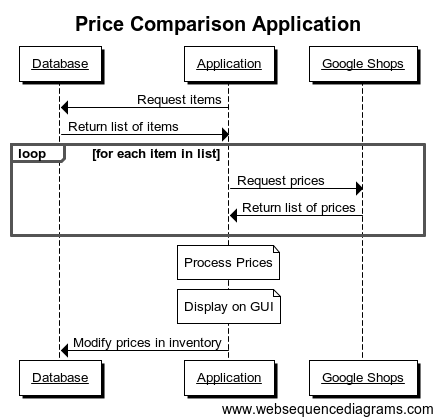 Price Comparison Application
Database
Application
Google Shops
Request items
Return list of items
loop
[for each item in list]
Request prices
Return list of prices
Process Prices
Display on GUI
Modify prices in inventory
Database
Application
Google Shops
www.websequencediagrams.com